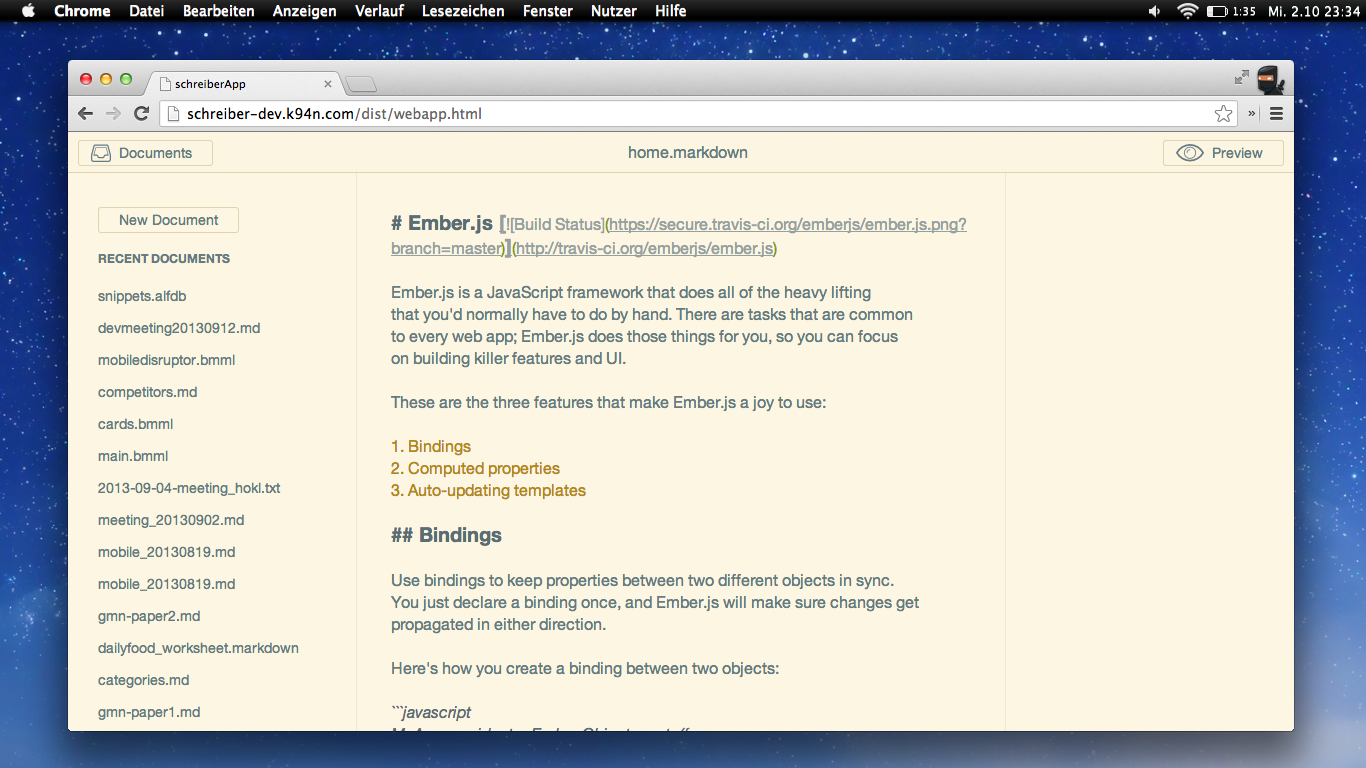 Chrome Datei Bearbeiten Anzeigen Verlauf Lesezeichen Fenster Nutzer Hilfe 1:35 Mi. 2.10 23:34
schreiberApp
schreiber-dev.k94n.com/dist/webapp.html
Documents
home.markdown
Preview
New Document
RECENT DOCUMENTS
snippets.alfdb
devmeeting20130912.md
mobiledisruptor.bmml
competitors.md
cards.bmml
main.bmml
2013-09-04-meeting_hokl.txt
meeting_20130902.md
mobile_20130819.md
mobile_20130819.md
gmn-paper2.md
dailyfood_worksheet.markdown
categories.md
gmn-paper1.md
# Ember.js [![Build Status](https://secure.travis-ci.org/emberjs/ember.js.png?
branch=master)](http://travis-ci.org/emberjs/ember.js)
Ember.js is a JavaScript framework that does all of the heavy lifting
that you'd normally have to do by hand. There are tasks that are common
to every web app; Ember.js does those things for you, so you can focus
on building killer features and UI.
These are the three features that make Ember.js a joy to use:
1. Bindings
2. Computed properties
3. Auto-updating templates
## Bindings
Use bindings to keep properties between two different objects in sync.
You just declare a binding once, and Ember.js will make sure changes get
propagated in either direction.
Here's how you create a binding between two objects:
```javascript